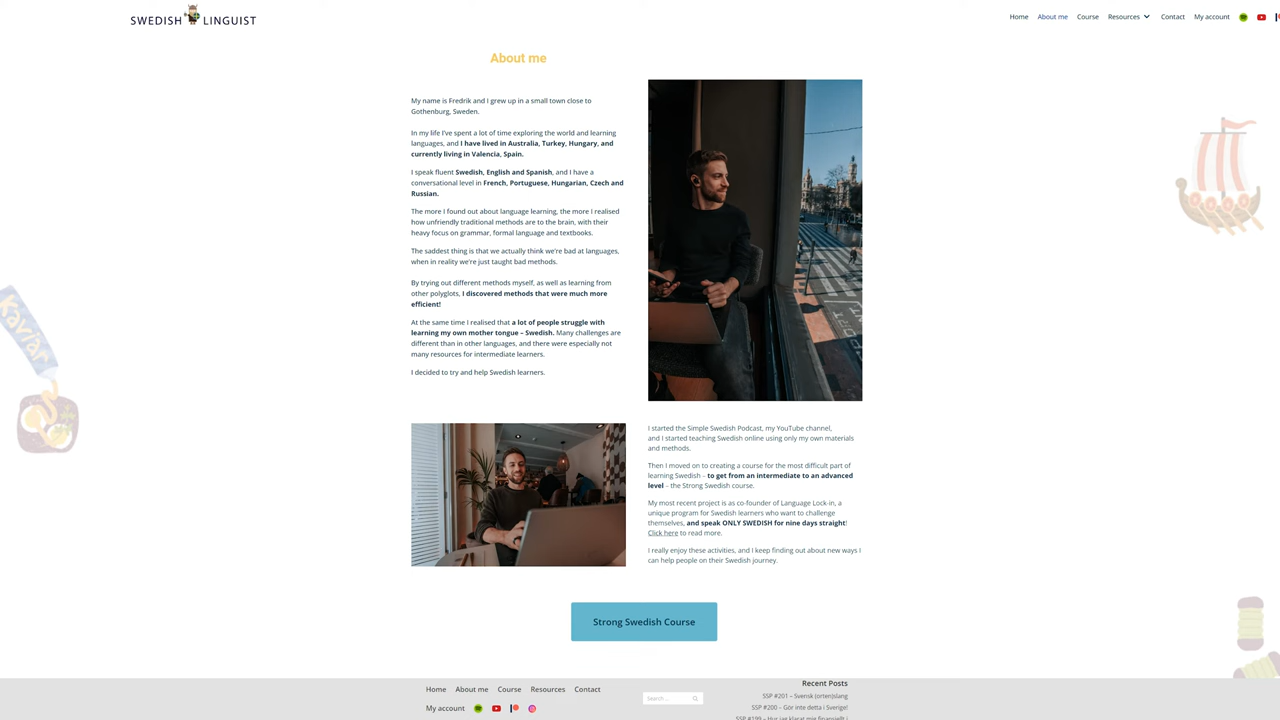 SWEDISH LINGUIST
Home About me Course Resources Contact My account
About me
My name is Fredrik and I grew up in a small town close to
Gothenburg, Sweden.
In my life I've spent a lot of time exploring the world and learning
languages, and I have lived in Australia, Turkey, Hungary, and
currently living in Valencia, Spain.
I speak fluent Swedish, English and Spanish, and I have a
conversational level in French, Portuguese, Hungarian, Czech and
Russian.
The more I found out about language learning, the more I realised
how unfriendly traditional methods are to the brain, with their
heavy focus on grammar, formal language and textbooks.
The saddest thing is that we actually think we're bad at languages,
when in reality we're just taught bad methods.
By trying out different methods myself, as well as learning from
other polyglots, I discovered methods that were much more
efficient!
At the same time I realised that a lot of people struggle with
learning my own mother tongue – Swedish. Many challenges are
different than in other languages, and there were especially not
many resources for intermediate learners.
I decided to try and help Swedish learners.
I started the Simple Swedish Podcast, my YouTube channel,
and I started teaching Swedish online using only my own materials
and methods.
Then I moved on to creating a course for the most difficult part of
learning Swedish – to get from an intermediate to an advanced
level – the Strong Swedish course.
My most recent project is as co-founder of Language Lock-in, a
unique program for Swedish learners who want to challenge
themselves, and speak ONLY SWEDISH for nine days straight!
Click here to read more.
I really enjoy these activities, and I keep finding out about new ways I
can help people on their Swedish journey.
Strong Swedish Course
Home About me Course Resources Contact
My account
Search ...
Recent Posts
SSP #201 – Svensk (orten)slang
SSP #200 – Gör inte detta i Sverige!
SSP #199 – Hur jag klarat mig finansiellt i